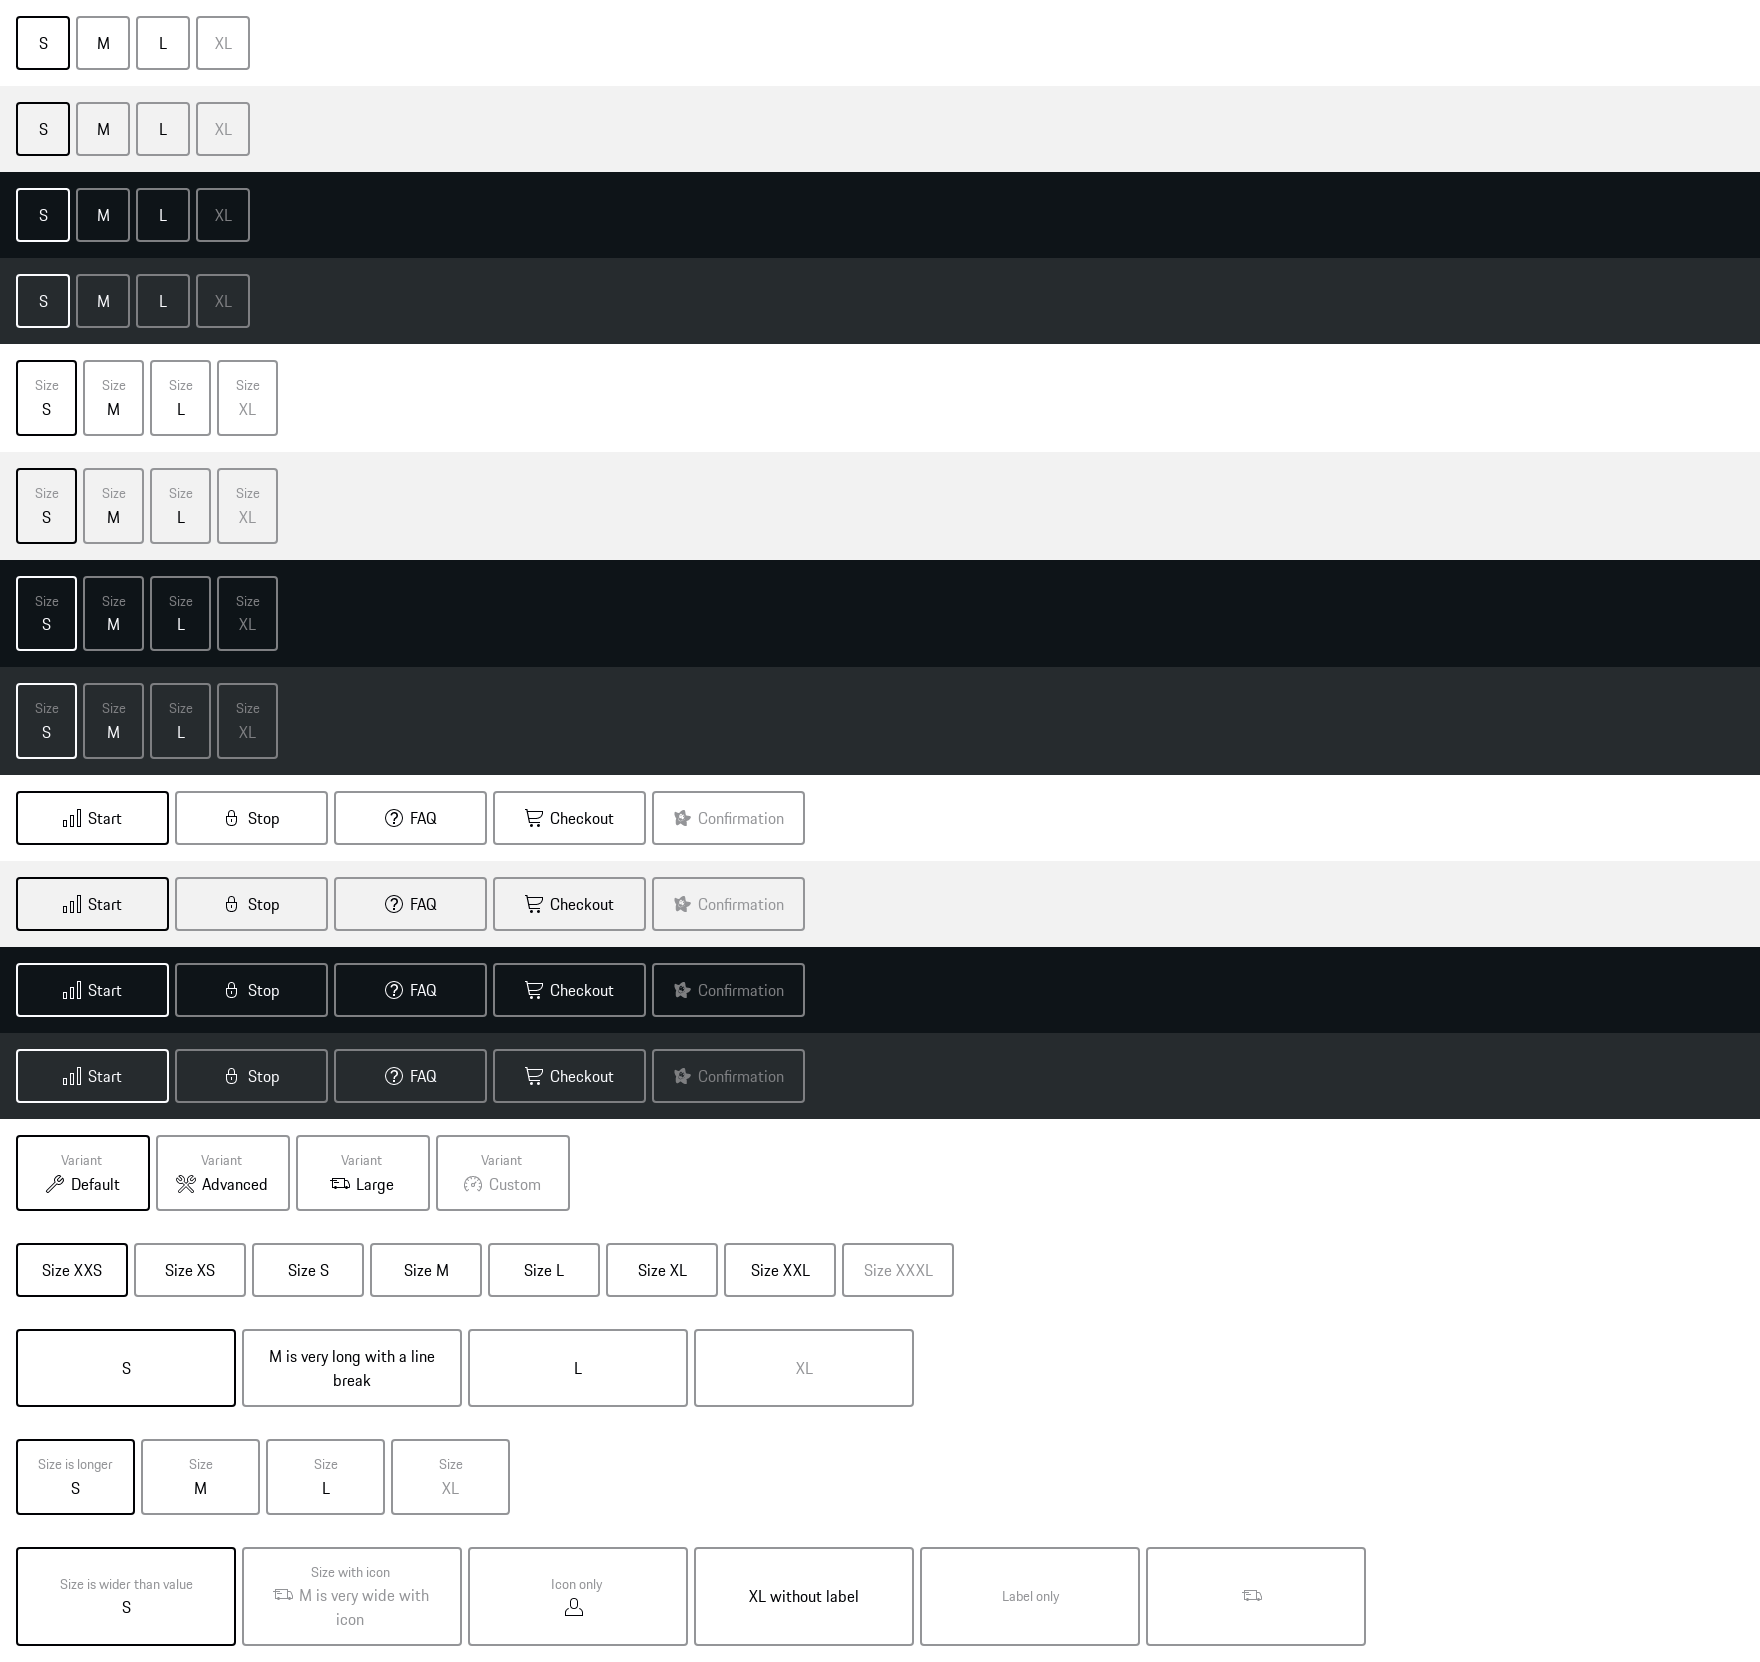 S M L XL
S M L XL
S M L XL
S M L XL
Size Size Size Size
S M L XL
Size Size Size Size
S M L XL
Size Size Size Size
S M L XL
Size Size Size Size
S M L XL
Start Stop FAQ Checkout Confirmation
Start Stop FAQ Checkout Confirmation
Start Stop FAQ Checkout Confirmation
Start Stop FAQ Checkout Confirmation
Variant Variant Variant Variant
Default Advanced Large Custom
Size XXS Size XS Size S Size M Size L Size XL Size XXL Size XXXL
S
M is very long with a line
break
L
XL
Size is longer Size Size Size
S M L XL
Size is wider than value
S
Size with icon
M is very wide with
icon
Icon only
XL without label
Label only